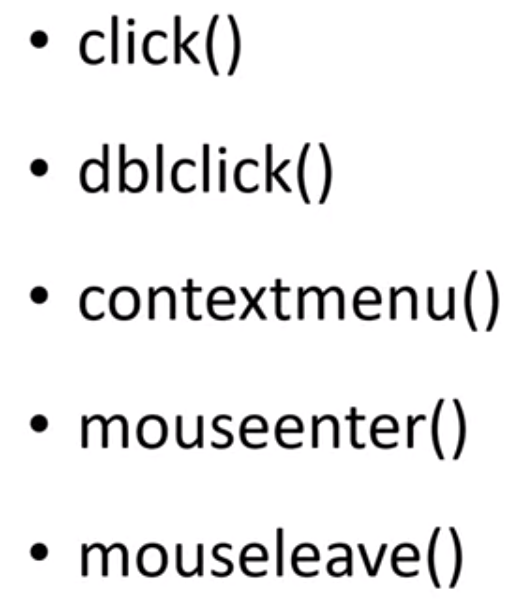 • click()
• dblclick()
• contextmenu()
• mouseenter()
• mouseleave()